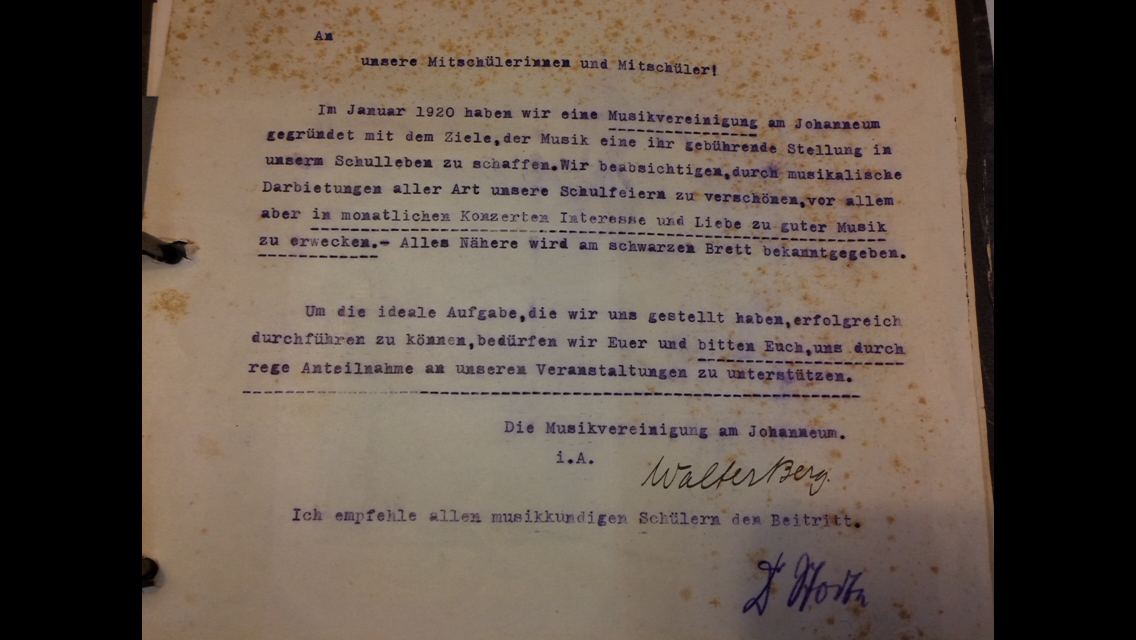 An
unsere Mitschülerinnen und Mitschüler!
Im Januar 1920 haben wir eine Musikvereinigung am Johanneum
gegründet mit dem Ziele,der Musik eine ihr gebührende Stellung in
unserm Schulleben zu schaffen.Wir beabsichtigen,durch musikalische
Darbietungen aller Art unsere Schulfeiern zu verschönen,vor allem
aber in monatlichen Konzerten Interesse und Liebe zu guter Musik
zu erwecken.- Alles Nähere wird am schwarzen Brett bekanntgegeben.
Um die ideale Aufgabe,die wir uns gestellt haben,erfolgreich
durchführen zu können,bedürfen wir Euer und bitten Euch,uns durch
rege Anteilnahme an unseren Veranstaltungen zu unterstützen.
Die Musikvereinigung am Johanneum.
i.A. Walter Berg.
Ich empfehle allen musikkundigen Schülern den Beitritt.